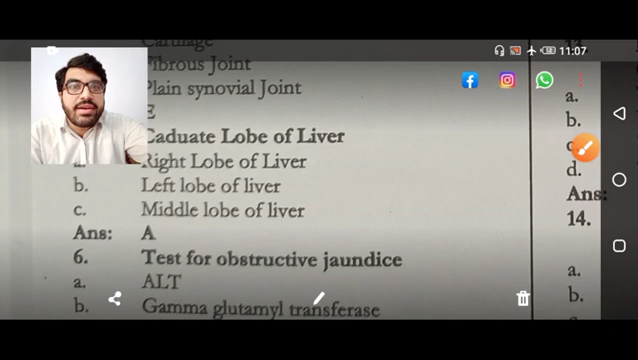 11:07
Cartilage
Fibrous Joint
Plain synovial Joint
E
Caduate Lobe of Liver
Right Lobe of Liver
b. Left lobe of liver
c. Middle lobe of liver
Ans: A
6. Test for obstructive jaundice
a. ALT
b. Gamma glutamyl transferase
a.
b.
d.
Ans:
14.
a.
b.